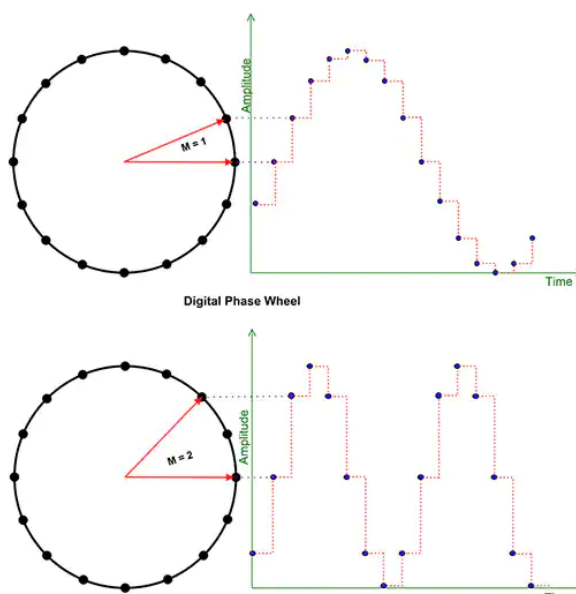 Amplitude
M = 1
Time
Digital Phase Wheel
Amplitude
M = 2